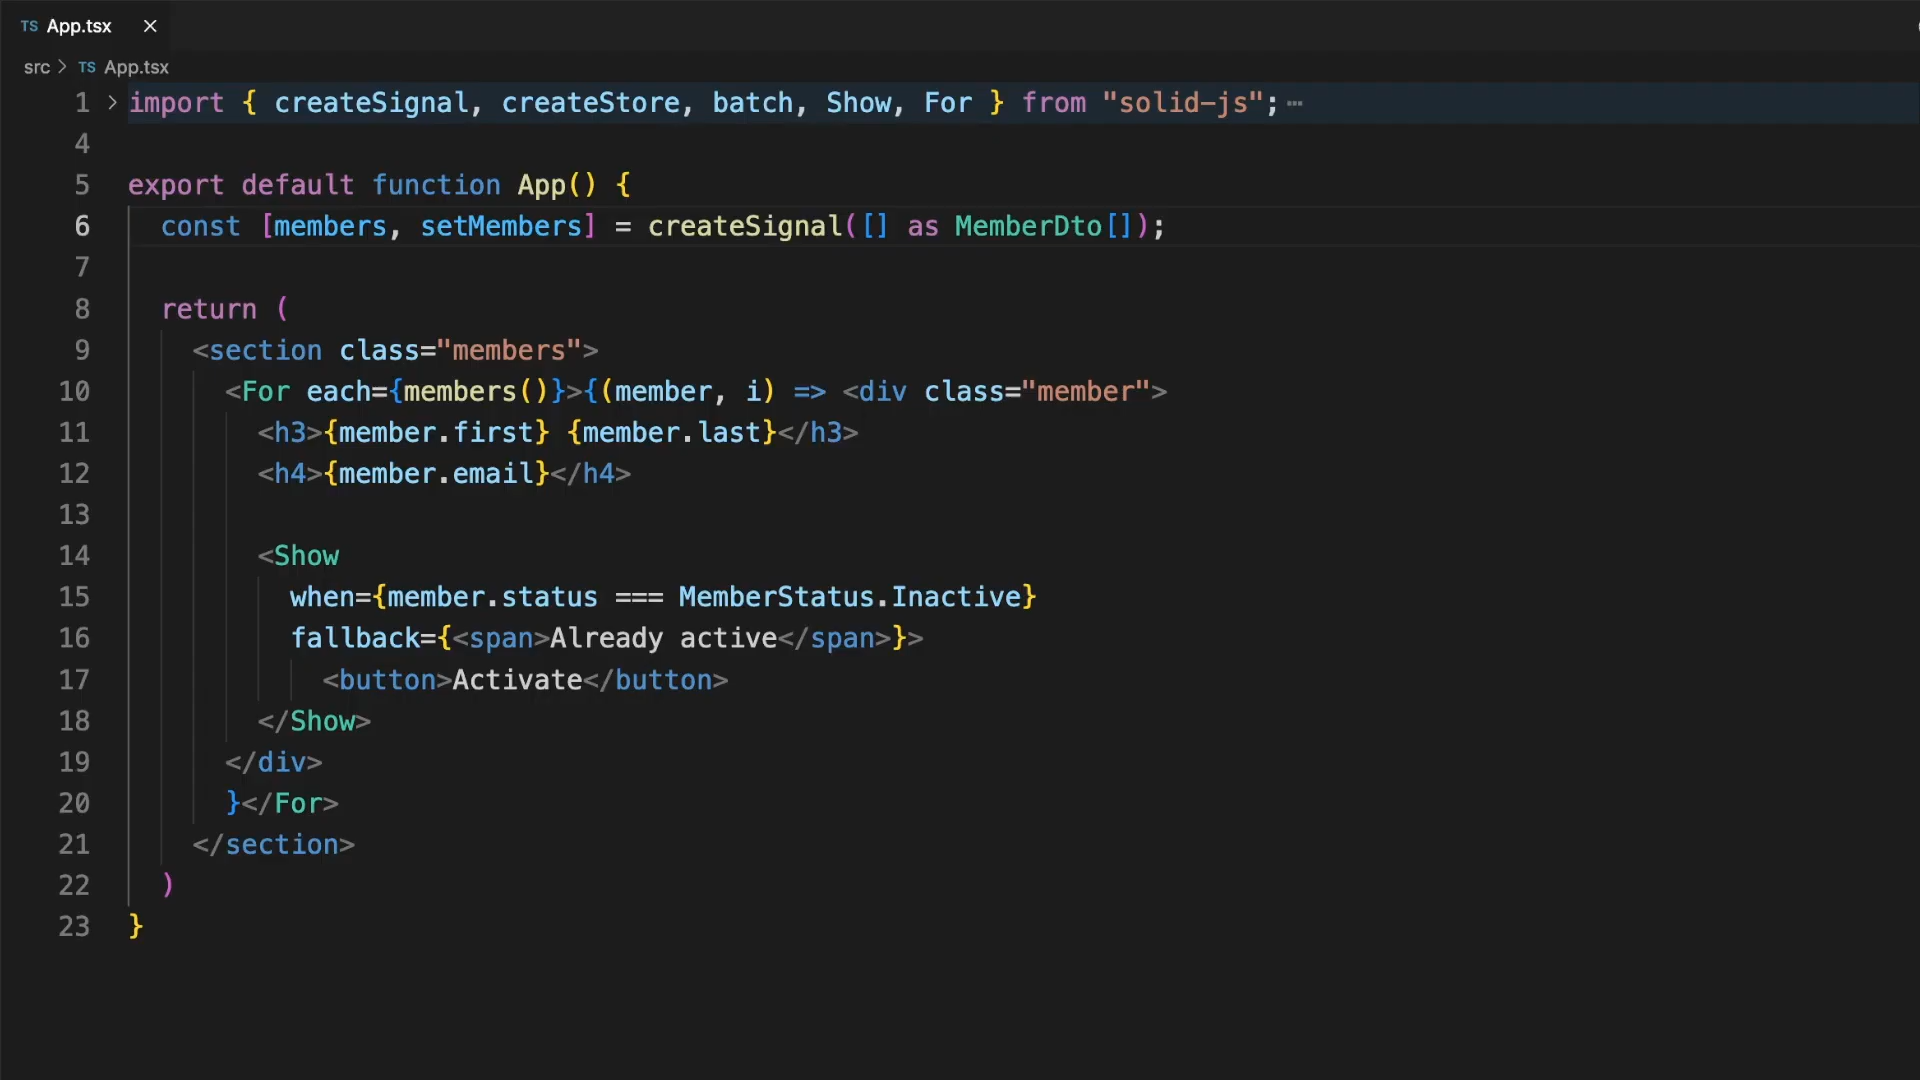 TS App.tsx
src > TS App.tsx
1 import { createSignal, createStore, batch, Show, For } from "solid-js";
4
5 export default function App() {
6 const [members, setMembers] = createSignal([] as MemberDto[]);
7
8 return (
9 <section class="members">
10 <For each={members()}>{(member, i) => <div class="member">
11 <h3>{member.first} {member.last}</h3>
12 <h4>{member.email}</h4>
13
14 <Show
15 when={member.status === MemberStatus.Inactive}
16 fallback={<span>Already active</span>}>
17 <button>Activate</button>
18 </Show>
19 </div>
20 }</For>
21 </section>
22 )
23 }